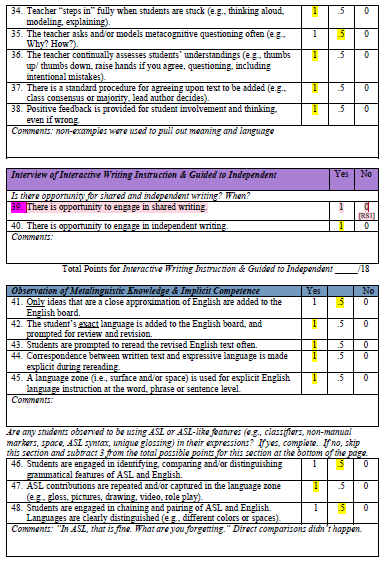 34. Teacher “steps in” fully when students are stuck (e.g., thinking aloud, 1 .5 0
modeling, explaining).
35. The teacher asks and/or models metacognitive questioning often (e.g., 1 .5 0
Why? How?).
36. The teacher continually assesses students’ understandings (e.g., thumbs 1 .5 0
up/ thumbs down, raise hands if you agree, questioning, including
intentional mistakes).
37. There is a standard procedure for agreeing upon text to be added (e.g., 1 .5 0
class consensus or majority, lead author decides).
38. Positive feedback is provided for student involvement and thinking, 1 .5 0
even if wrong.
Comments: non-examples were used to pull out meaning and language
Interview of Interactive Writing Instruction & Guided to Independent Yes No
Is there opportunity for shared and independent writing? When?
39. There is opportunity to engage in shared writing. 1 0
[RS1]
40. There is opportunity to engage in independent writing. 1 0
Comments:
Total Points for Interactive Writing Instruction & Guided to Independent _____/18
Observation of Metalinguistic Knowledge & Implicit Competence Yes No
41. Only ideas that are a close approximation of English are added to the 1 .5 0
English board.
42. The student’s exact language is added to the English board, and 1 .5 0
prompted for review and revision.
43. Students are prompted to reread the revised English text often. 1 .5 0
44. Correspondence between written text and expressive language is made 1 .5 0
explicit during rereading.
45. A language zone (i.e., surface and/or space) is used for explicit English 1 .5 0
language instruction at the word, phrase or sentence level.
Comments:
Are any students observed to be using ASL or ASL-like features (e.g., classifiers, non-manual
markers, space, ASL syntax, unique glossing) in their expressions? If yes, complete. If no, skip
this section and subtract 3 from the total possible points for this section at the bottom of the page.
46. Students are engaged in identifying, comparing and/or distinguishing 1 .5 0
grammatical features of ASL and English.
47. ASL contributions are repeated and/or captured in the language zone 1 .5 0
(e.g., gloss, pictures, drawing, video, role play).
48. Students are engaged in chaining and pairing of ASL and English. 1 .5 0
Languages are clearly distinguished (e.g., different colors or spaces).
Comments: “In ASL, that is fine. What are you forgetting.” Direct comparisons didn’t happen.